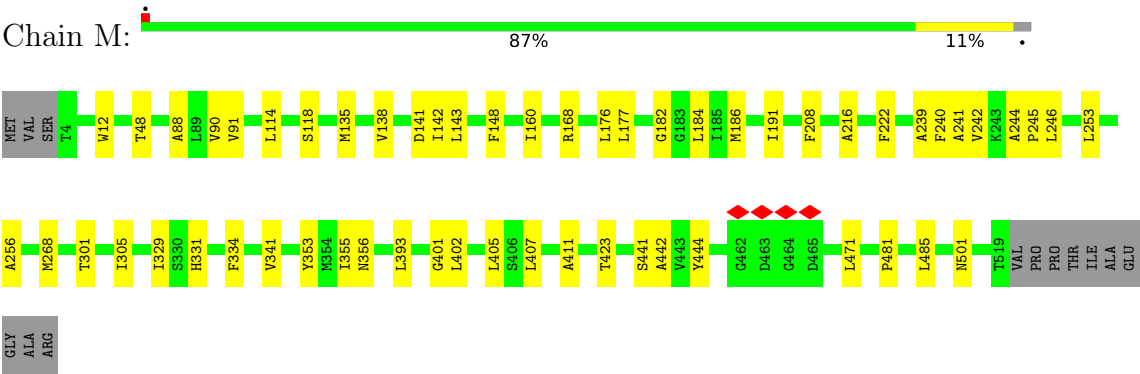 Chain M:
87% 11%
MET VAL SER T4 W12 T48 A88 L89 V90 V91 L114 S118 M135 V138 D141 I142 L143 F148 I160 R168 L176 L177 G182 G183 L184 I185 M186 I191 F208 A216 F222 A239 F240 A241 V242 K243 A244 P245 L246 L253
A256 M268 T301 I305 I329 S330 H331 F334 V341 Y353 M354 I355 N356 L393 G401 L402 L405 S406 L407 A411 T423 S441 A442 V443 Y444 G462 D463 G464 D465 L471 P481 L485 N501 T519 VAL PRO PRO THR ILE ALA GLU
GLY ALA ARG